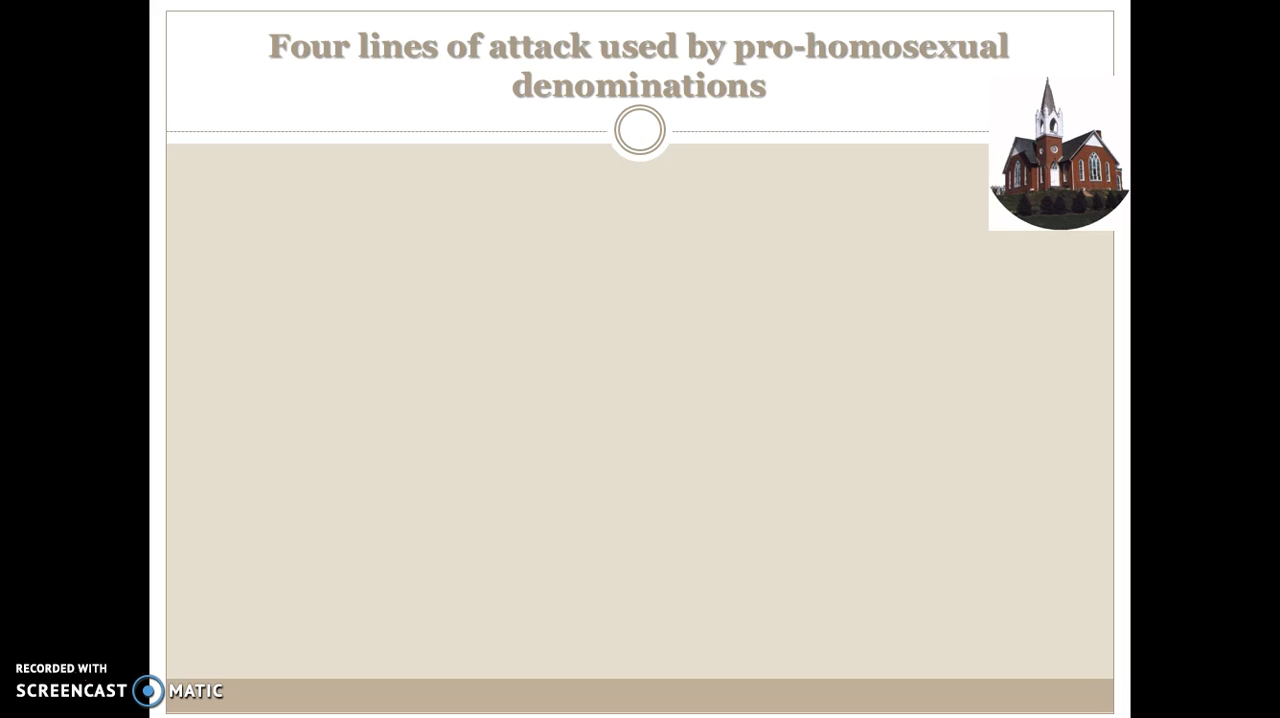 Four lines of attack used by pro-homosexual
denominations
RECORDED WITH
SCREENCAST MATIC